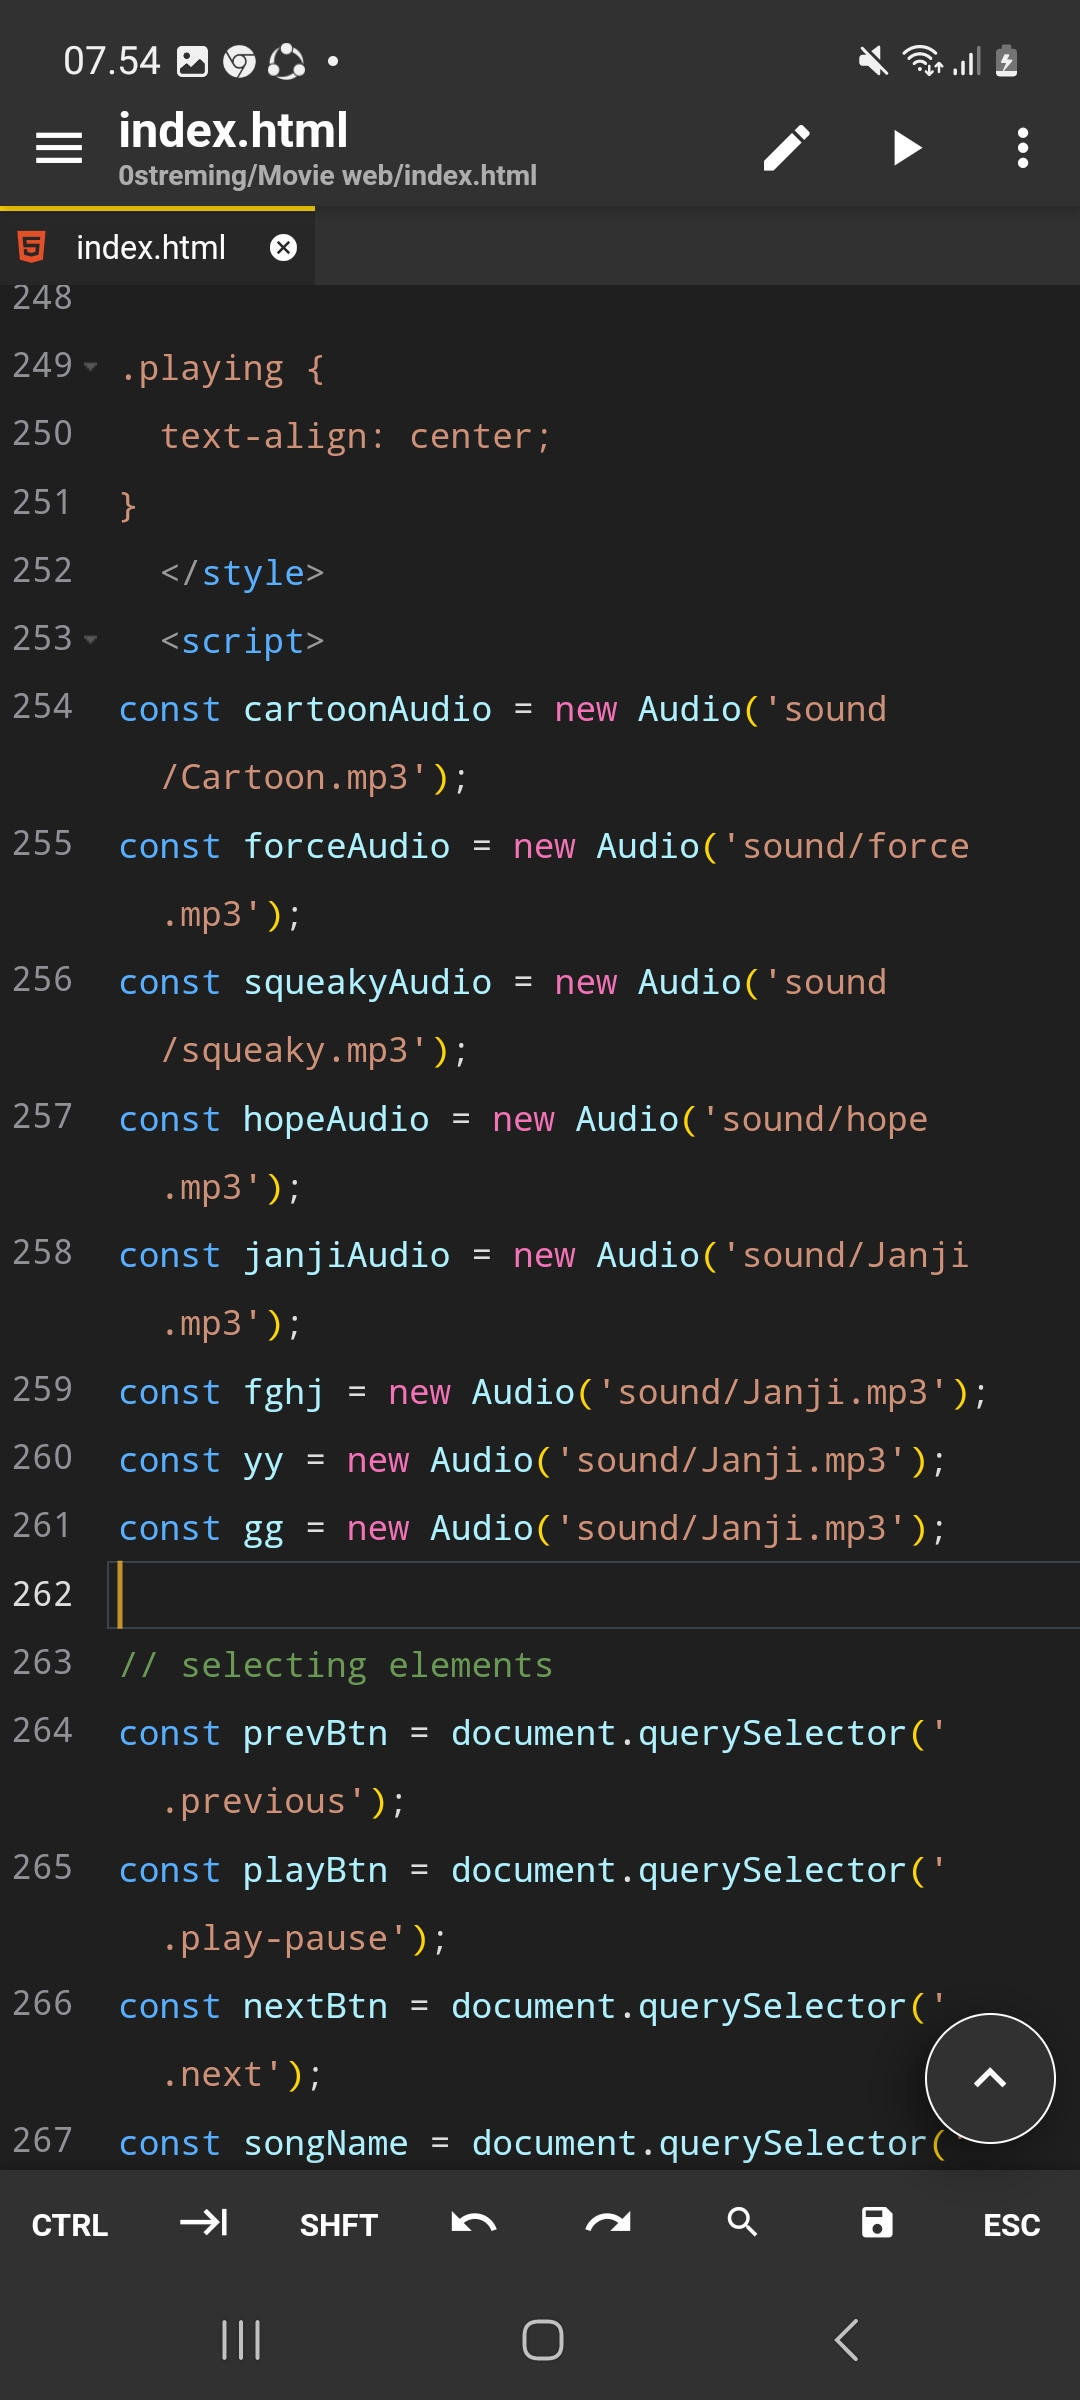 07.54
index.html
0streming/Movie web/index.html
index.html
248
249 .playing {
250 text-align: center;
251 }
252 </style>
253 <script>
254 const cartoonAudio = new Audio('sound
/Cartoon.mp3');
255 const forceAudio = new Audio('sound/force
.mp3');
256 const squeakyAudio = new Audio('sound
/squeaky.mp3');
257 const hopeAudio = new Audio('sound/hope
.mp3');
258 const janjiAudio = new Audio('sound/Janji
.mp3');
259 const fghj = new Audio('sound/Janji.mp3');
260 const yy = new Audio('sound/Janji.mp3');
261 const gg = new Audio('sound/Janji.mp3');
262
263 // selecting elements
264 const prevBtn = document.querySelector('
.previous');
265 const playBtn = document.querySelector('
.play-pause');
266 const nextBtn = document.querySelector('
.next');
267 const songName = document.querySelector('
CTRL SHFT ESC